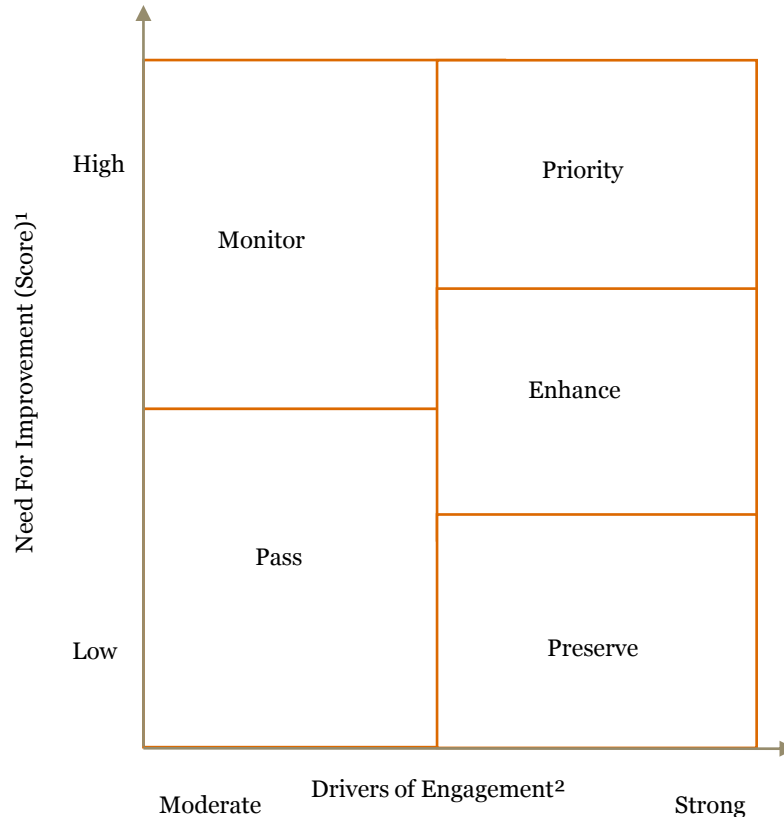 High
Priority
Monitor
Need For Improvement (Score)¹
Enhance
Pass
Low
Preserve
Drivers of Engagement²
Moderate
Strong